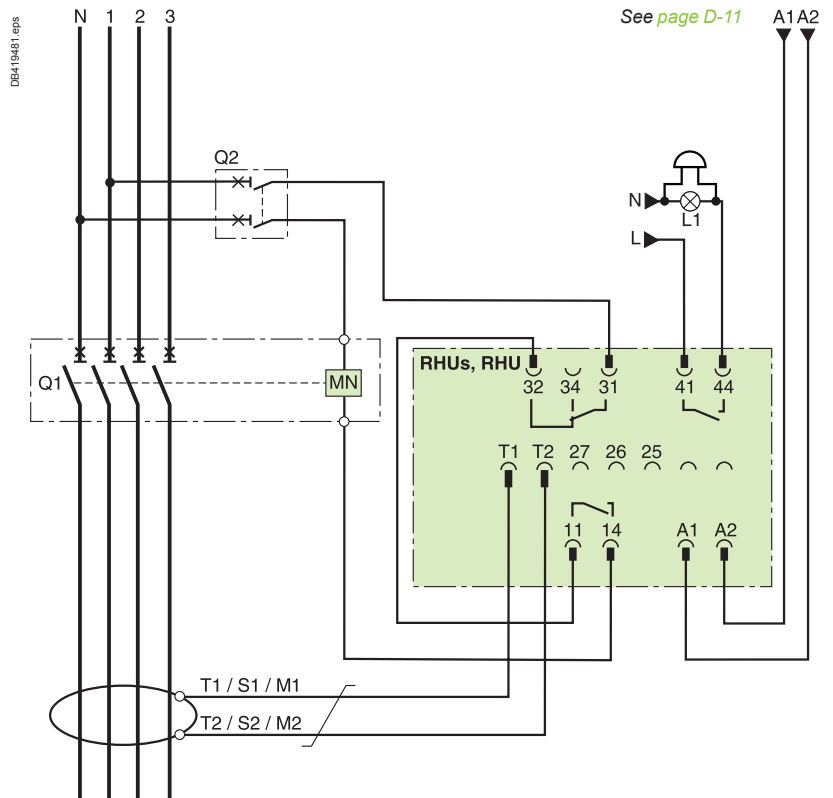 N 1 2 3
See page D-11
A1 A2
DB419481.eps
Q2
N
L1
L
RHUs, RHU
32 34 31 41 44
Q1
MN
T1 T2 27 26 25
11 14 A1 A2
T1 / S1 / M1
T2 / S2 / M2